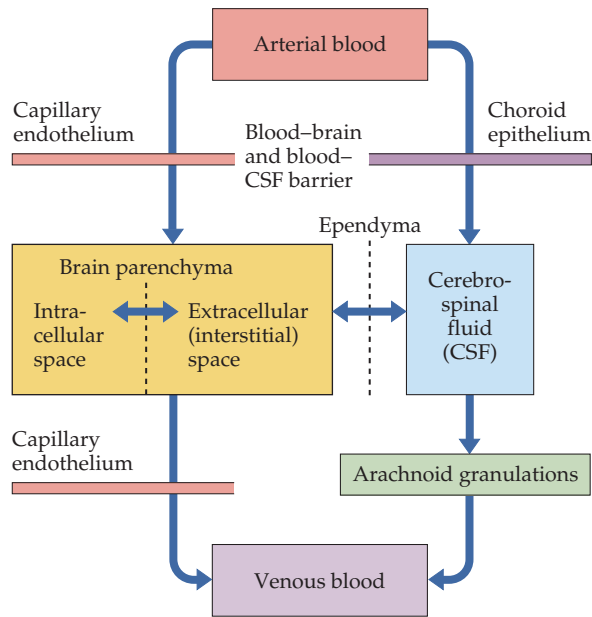 Arterial blood
Capillary
endothelium
Blood–brain
and blood–
CSF barrier
Choroid
epithelium
Ependyma
Brain parenchyma
Intra-
cellular
space
Extracellular
(interstitial)
space
Cerebro-
spinal
fluid
(CSF)
Capillary
endothelium
Arachnoid granulations
Venous blood